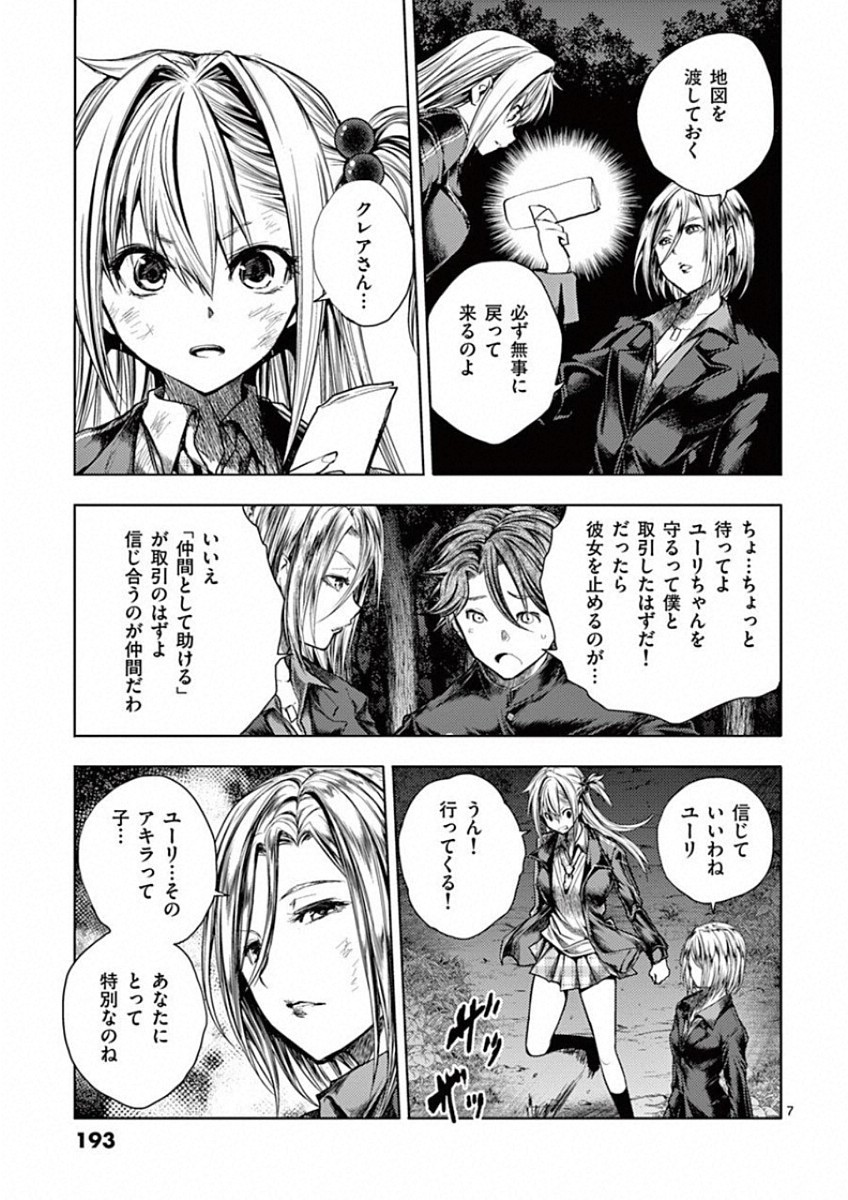 地図を
渡しておく
必ず無事に
戻って
来るのよ
クレアさん…
ちょ…ちょっと
待ってよ
ユーリちゃんを
守るって僕と
取引したはずだ！
だったら
彼女を止めるのが…
いいえ
「仲間として助ける」
が取引のはずよ
信じ合うのが仲間だわ
信じて
いいわね
ユーリ
うん！
行ってくる！
ザッ
ザッ
ユーリ…その
アキラって
子…
あなたに
とって
特別なのね
7
193